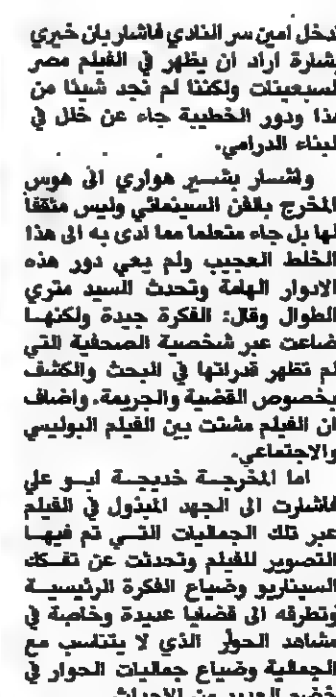 تدخل امين سر النادي فاشار بان خيري
بشارة اراد ان يظهر في الفيلم مصر
لسبعينات ولكننا لم نجد شيئا من
هذا ودور الخطيبة جاء عن خلل في
لبناء الدرامي.
واشار بشير هواري الى هوس
المخرج بالفن السينمائي وليس مثقفاً
لها بل جاء متعلما مما ادى به الى هذا
الخلط العجيب ولم يعي دور هذه
الادوار الهامة وتحدث السيد متري
الطوال وقال: الفكرة جيدة ولكنها
ضاعت عبر شخصية الصحفية التي
لم تظهر قدراتها في البحث والكشف
بخصوص القضية والجريمة. واضاف
ان الفيلم مشتت بين الفيلم البوليسي
والاجتماعي.
اما المخرجة خديجة ابو علي
فاشارت الى الجهد المبذول في الفيلم
عبر تلك الجماليات التي تم فيها
التصوير للفيلم وتحدثت عن تفكك
السيناريو وضياع الفكرة الرئيسية
وتطرقه الى قضايا عديدة وخاصة في
مشاهد الحوار الذي لا يتناسب مع
الجمالية وضياع جماليات الحوار في